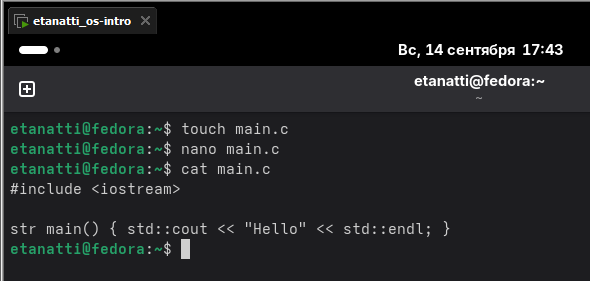 etanatti_os-intro
Вс, 14 сентября 17:43
etanatti@fedora:~
~
etanatti@fedora:~$ touch main.c
etanatti@fedora:~$ nano main.c
etanatti@fedora:~$ cat main.c
#include <iostream>
str main() { std::cout << "Hello" << std::endl; }
etanatti@fedora:~$